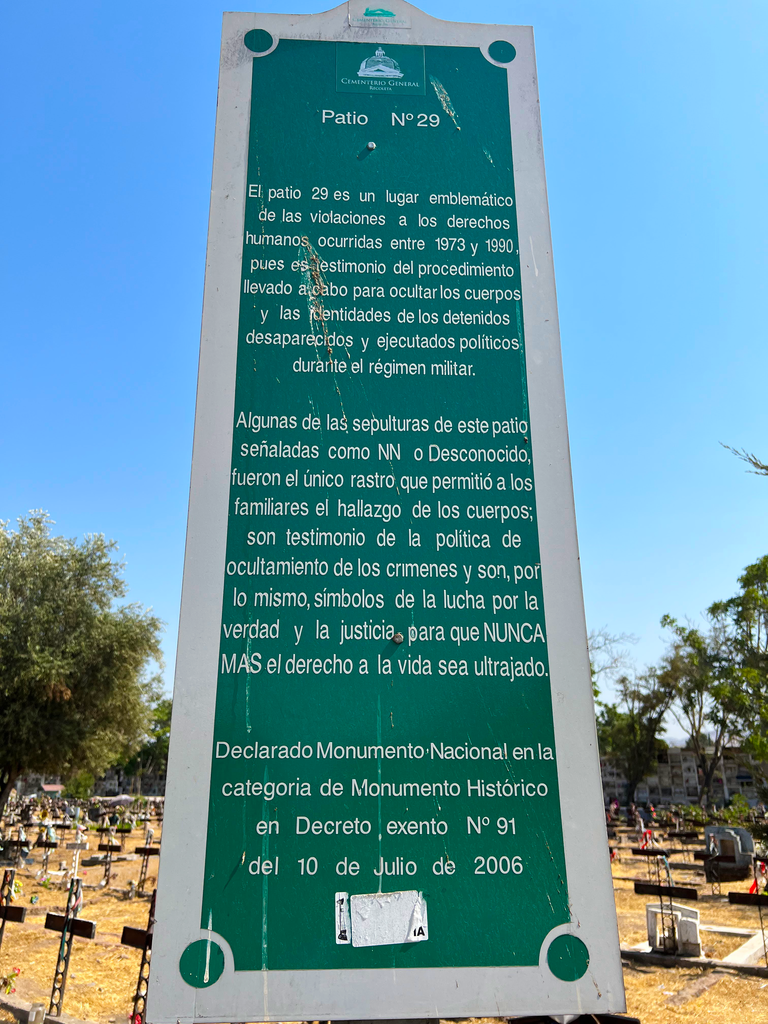 CEMENTERIO GENERAL
RECOLETA
Patio Nº 29
El patio 29 es un lugar emblemático
de las violaciones a los derechos
humanos ocurridas entre 1973 y 1990,
pues es testimonio del procedimiento
llevado a cabo para ocultar los cuerpos
y las identidades de los detenidos
desaparecidos y ejecutados políticos
durante el régimen militar.
Algunas de las sepulturas de este patio
señaladas como NN o Desconocido,
fueron el único rastro que permitió a los
familiares el hallazgo de los cuerpos;
son testimonio de la política de
ocultamiento de los crímenes y son, por
lo mismo, símbolos de la lucha por la
verdad y la justicia, para que NUNCA
MAS el derecho a la vida sea ultrajado.
Declarado Monumento Nacional en la
categoria de Monumento Histórico
en Decreto exento Nº 91
del 10 de Julio de 2006